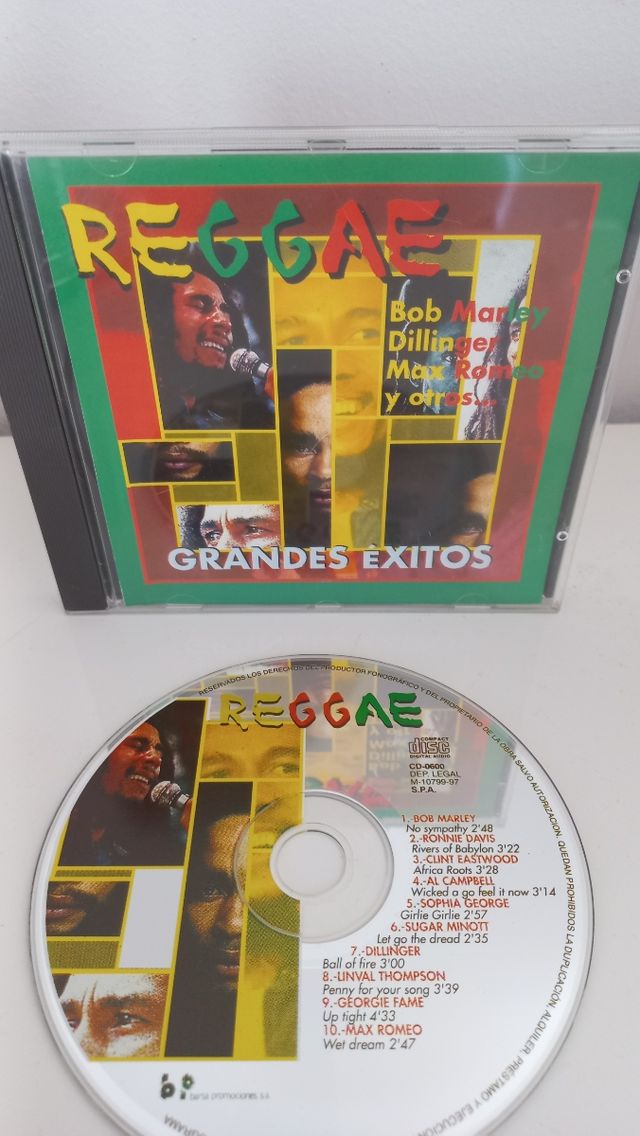 REGGAE
Bob Marley
Dillinger
Max Romeo
y otros...
GRANDES ÊXITOS
RESERVADOS LOS DERECHOS DEL PRODUCTOR FONOGRÁFICO Y DEL PROPIETARIO DE LA OBRA SALVO AUTORIZACION, QUEDAN PROHIBIDOS LA DUPLICACIÓN, ALQUILER, PRÉSTAMO Y EJECUCION
REGGAE
COMPACT
disc
DIGITAL AUDIO
CD-0600
DEP. LEGAL
M-10799-97
S.P.A.
1.-BOB MARLEY
No sympathy 2'48
2.-RONNIE DAVIS
Rivers of Babylon 3'22
3.-CLINT EASTWOOD
Africa Roots 3'28
4.-AL CAMPBELL
Wicked a go feel it now 3'14
5.-SOPHIA GEORGE
Girlie Girlie 2'57
6.-SUGAR MINOTT
Let go the dread 2'35
7.-DILLINGER
Ball of fire 3'00
8.-LINVAL THOMPSON
Penny for your song 3'39
9.-GEORGIE FAME
Up tight 4'33
10.-MAX ROMEO
Wet dream 2'47
bp
barsa promociones, s.a.